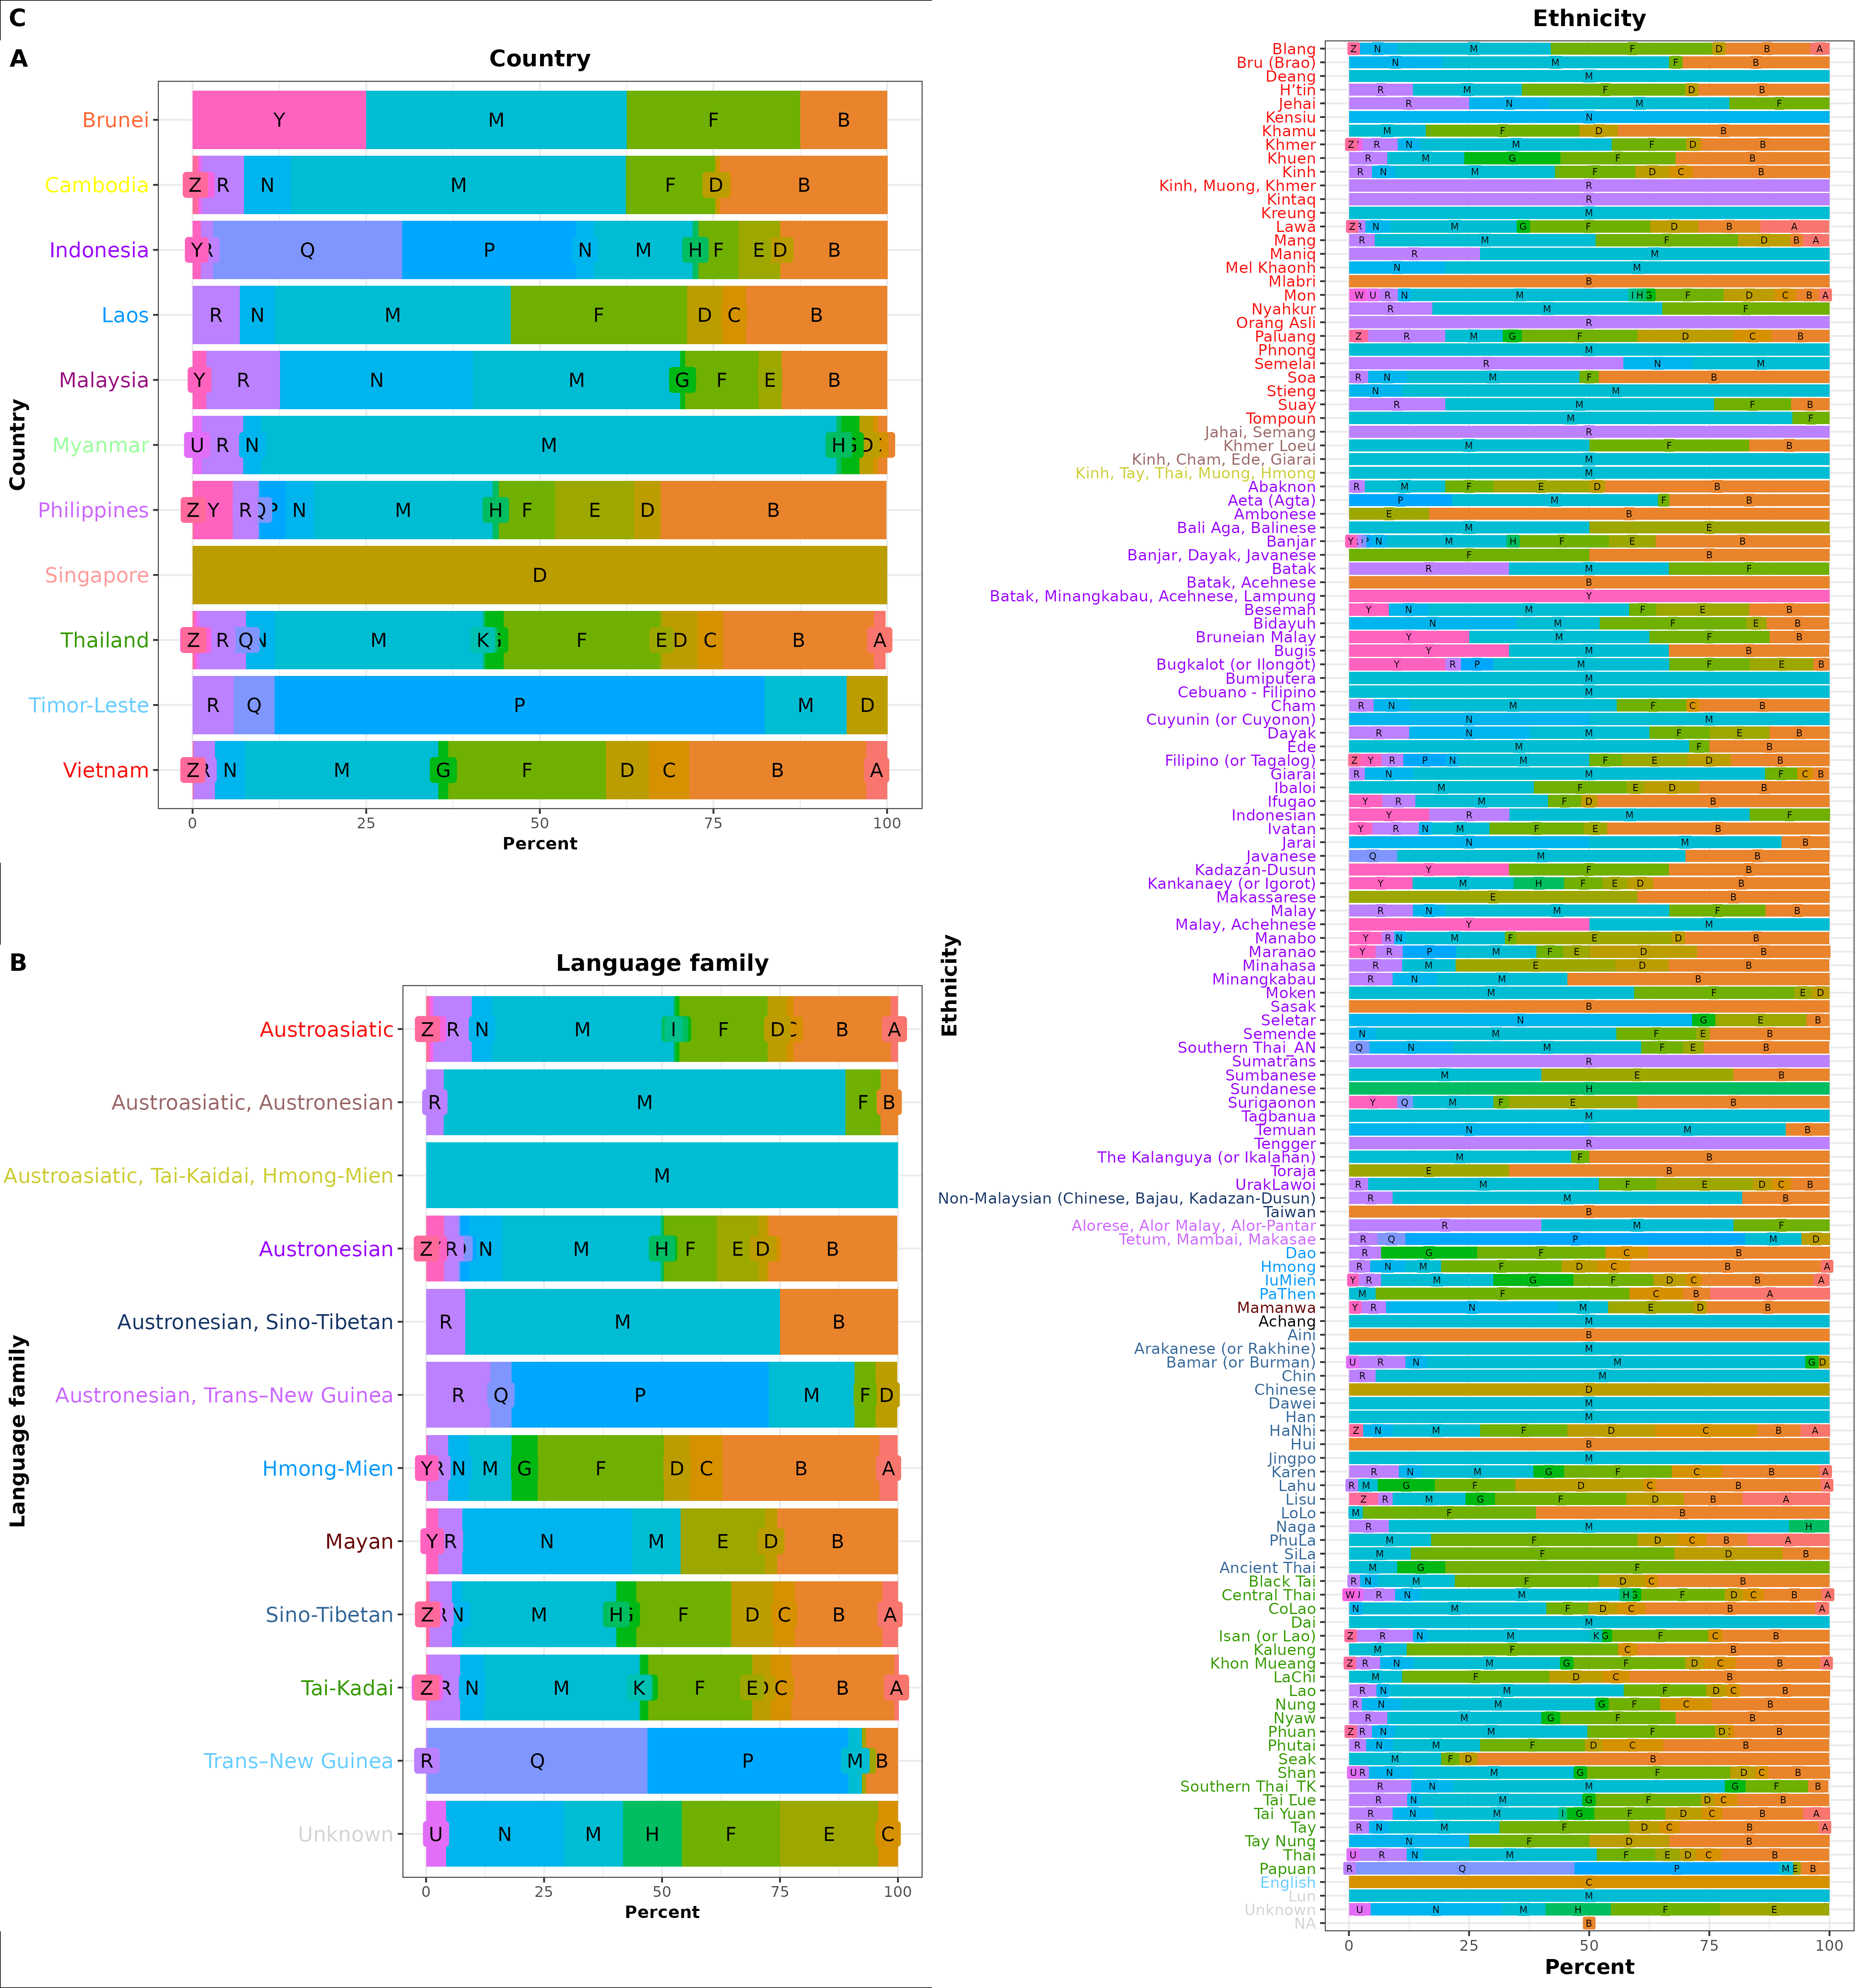 C
A
Country
Country
Brunei Y M F B
Cambodia Z R N M F D B
Indonesia Y R Q P N M H F E D B
Laos R N M F D C B
Malaysia Y R N M G F E B
Myanmar U R N M H G D
Philippines Z Y R Q P N M H F E D B
Singapore D
Thailand Z R Q N M K G F E D C B A
Timor-Leste R Q P M D
Vietnam Z R N M G F D C B A
0 25 50 75 100
Percent
B
Language family
Language family
Austroasiatic Z R N M I F D C B A
Austroasiatic, Austronesian R M F B
Austroasiatic, Tai-Kaidai, Hmong-Mien M
Austronesian Z R N M H F E D B
Austronesian, Sino-Tibetan R M B
Austronesian, Trans–New Guinea R Q P M F D
Hmong-Mien Y R N M G F D C B A
Mayan Y R N M E D B
Sino-Tibetan Z R N M H G F D C B A
Tai-Kadai Z R N M K F E D C B A
Trans–New Guinea R Q P M B
Unknown U N M H F E C
0 25 50 75 100
Percent
Ethnicity
Ethnicity
Blang Z N M F D B A
Bru (Brao) N M F B
Deang M
H'tin R M F D B
Jehai R N M F
Kensiu N
Khamu M F D B
Khmer Z R N M F D B
Khuen R M G F B
Kinh R N M F D C B
Kinh, Muong, Khmer R
Kintaq R
Kreung M
Lawa Z R N M G F D B A
Mang R M F D B A
Maniq R M
Mel Khaonh N M
Mlabri B
Mon W U R N M I H G F D C B A
Nyahkur R M F
Orang Asli R
Paluang Z R M G F D C B
Phnong M
Semelai R N M
Soa R N M F B
Stieng N M
Suay R M F B
Tompoun M F
Jahai, Semang R
Khmer Loeu M F B
Kinh, Cham, Ede, Giarai M
Kinh, Tay, Thai, Muong, Hmong M
Abaknon R M F E D B
Aeta (Agta) P M F B
Ambonese E B
Bali Aga, Balinese M E
Banjar Y P N M H F E B
Banjar, Dayak, Javanese F B
Batak R M F
Batak, Acehnese B
Batak, Minangkabau, Acehnese, Lampung Y
Besemah Y N M F E B
Bidayuh N M F E B
Bruneian Malay Y M F B
Bugis Y M B
Bugkalot (or Ilongot) Y R P M F E B
Bumiputera M
Cebuano - Filipino M
Cham R N M F C B
Cuyunin (or Cuyonon) N M
Dayak R N M F E B
Ede M F B
Filipino (or Tagalog) Z Y R P N M F E D B
Giarai R N M F C B
Ibaloi M F E D B
Ifugao Y R M F D B
Indonesian Y R M F
Ivatan Y R N M F E B
Jarai N M B
Javanese Q M B
Kadazan-Dusun Y F B
Kankanaey (or Igorot) Y M H F E D B
Makassarese E B
Malay R N M F B
Malay, Achehnese Y M
Manabo Y R N M F E D B
Maranao Y R P M F E D B
Minahasa R M E D B
Minangkabau R N M B
Moken M F E D
Sasak B
Seletar N G E B
Semende N M F E B
Southern Thai_AN Q N M F E B
Sumatrans R
Sumbanese M E B
Sundanese H
Surigaonon Y Q M F E B
Tagbanua M
Temuan N M B
Tengger R
The Kalanguya (or Ikalahan) M F B
Toraja E B
UrakLawoi R M F E D C B
Non-Malaysian (Chinese, Bajau, Kadazan-Dusun) R M B
Taiwan B
Alorese, Alor Malay, Alor-Pantar R M F
Tetum, Mambai, Makasae R Q P M D
Dao R G F C B
Hmong R N M F D C B A
IuMien Y R M G F D C B A
PaThen M F C B A
Mamanwa Y R N M E D B
Achang M
Aini B
Arakanese (or Rakhine) M
Bamar (or Burman) U R N M G D
Chin R M
Chinese D
Dawei M
Han M
HaNhi Z N M F D C B A
Hui B
Jingpo M
Karen R N M G F C B A
Lahu R M G F D C B A
Lisu Z R M G F D B A
LoLo M F B
Naga R M H
PhuLa M F D C B A
SiLa M F D B
Ancient Thai M G F
Black Tai R N M F D C B
Central Thai W U R N M H G F D C B A
CoLao N M F D C B A
Dai M
Isan (or Lao) Z R N M K G F C B
Kalueng M F C B
Khon Mueang Z R N M G F D C B A
LaChi M F D C B
Lao R N M F D C B
Nung R N M G F C B
Nyaw R M G F B
Phuan Z R N M F D B
Phutai R N M F D C B
Seak M F D B
Shan U R N M G F D C B
Southern Thai_TK R N M G F B
Tai Lue R N M G F D C B
Tai Yuan R N M I G F D C B A
Tay R N M F D C B A
Tay Nung N F D B
Thai U R N M F E D C B
Papuan R Q P M E B
English C
Lun M
Unknown U N M H F E
NA B
0 25 50 75 100
Percent